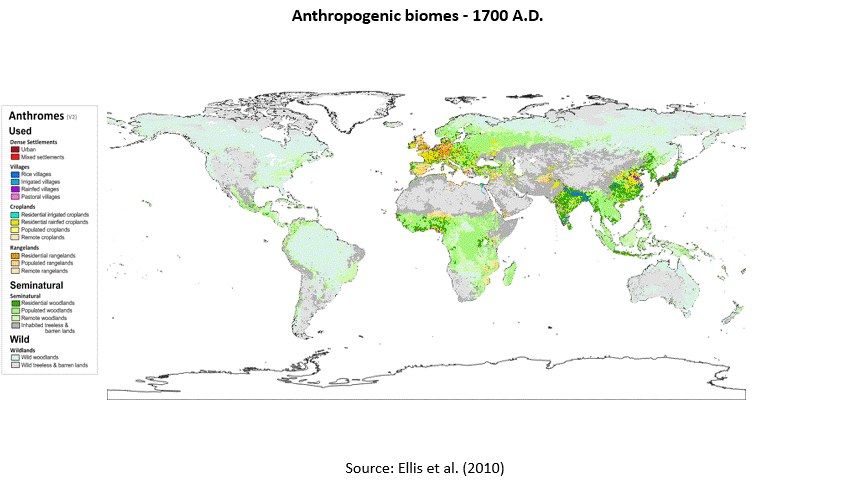 Anthropogenic biomes - 1700 A.D.
Anthromes (V2)
Used
Dense Settlements
Urban
Mixed settlements
Villages
Rice villages
Irrigated villages
Rainfed villages
Pastoral villages
Croplands
Residential irrigated croplands
Residential rainfed croplands
Populated croplands
Remote croplands
Rangelands
Residential rangelands
Populated rangelands
Remote rangelands
Seminatural
Seminatural
Residential woodlands
Populated woodlands
Remote woodlands
Inhabited treeless &
barren lands
Wild
Wildlands
Wild woodlands
Wild treeless & barren lands
Source: Ellis et al. (2010)